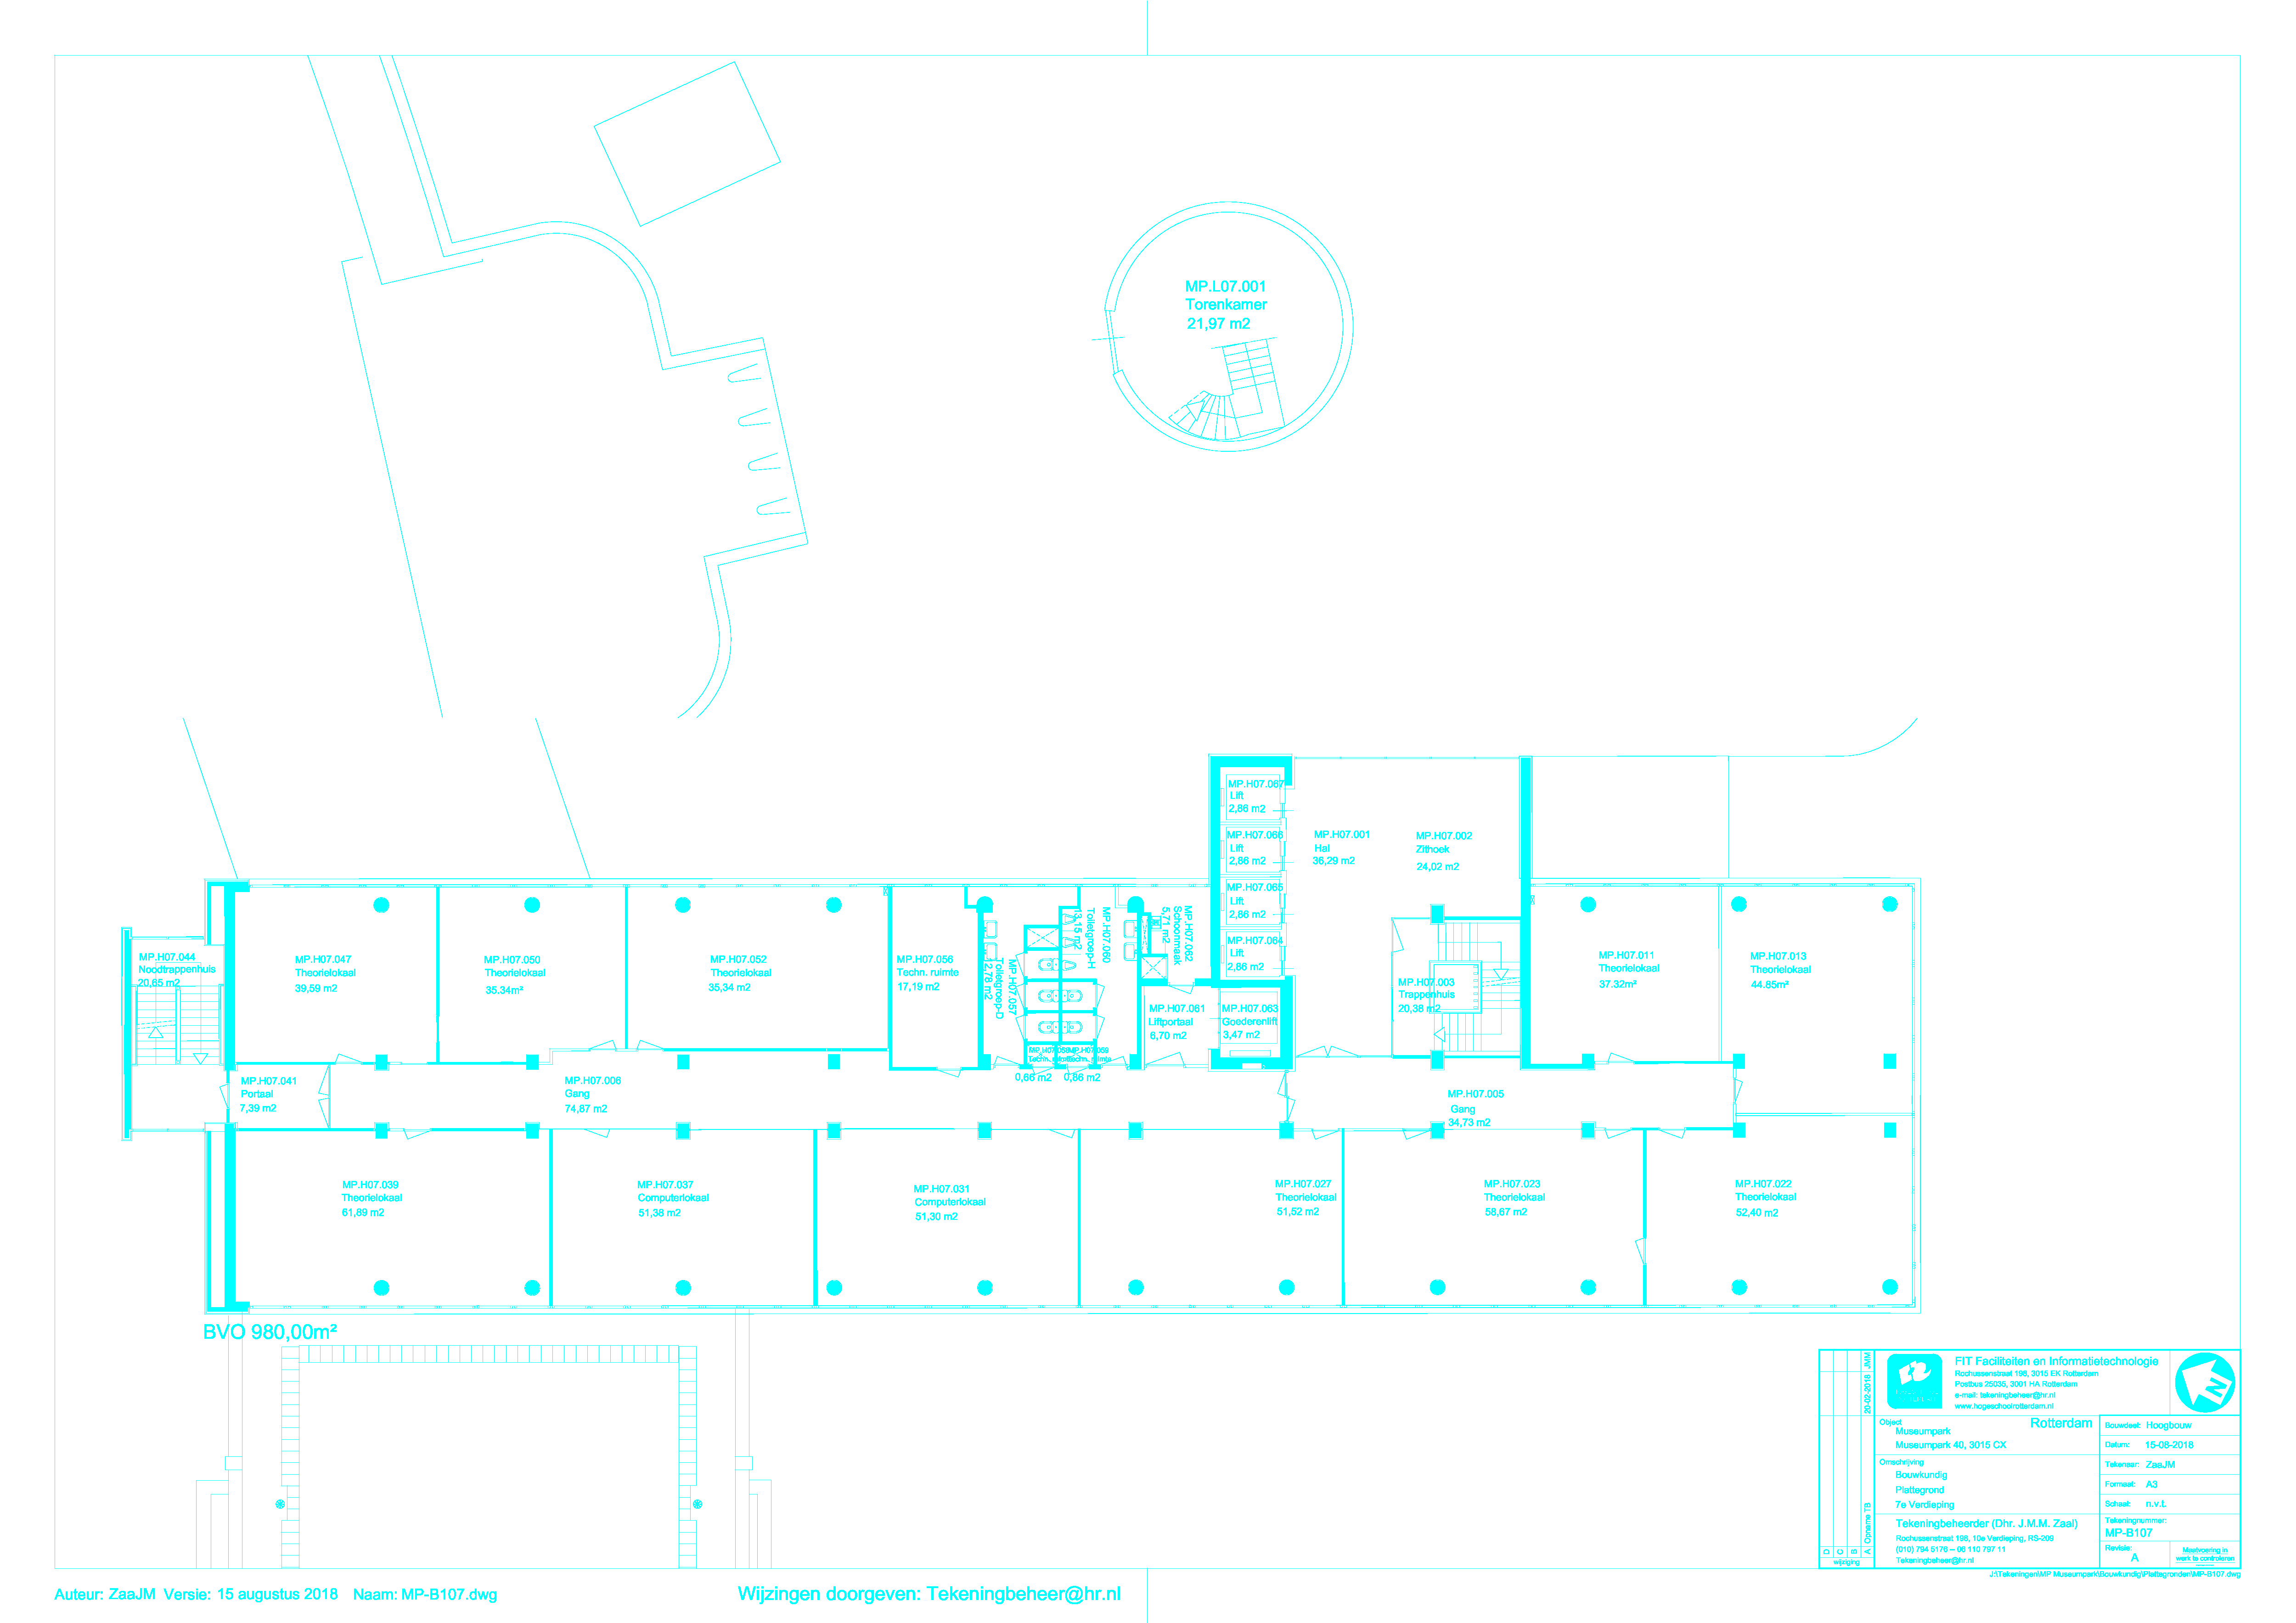 MP.L07.001
Torenkamer
21,97 m2
MP.H07.067
Lift
2,86 m2
MP.H07.066
Lift
2,86 m2
MP.H07.065
Lift
2,86 m2
MP.H07.064
Lift
2,86 m2
MP.H07.001
Hal
36,29 m2
MP.H07.002
Zithoek
24,02 m2
MP.H07.044
Noodtrappenhuis
20,65 m2
MP.H07.047
Theorielokaal
39,59 m2
MP.H07.050
Theorielokaal
35.34m²
MP.H07.052
Theorielokaal
35,34 m2
MP.H07.056
Techn. ruimte
17,19 m2
MP.H07.057
Toiletgroep-D
12,78 m2
MP.H07.060
Toiletgroep-H
13,15 m2
MP.H07.062
Schoonmaak
5,71 m2
MP.H07.061
Liftportaal
6,70 m2
MP.H07.063
Goederenlift
3,47 m2
MP.H07.003
Trappenhuis
20,38 m2
MP.H07.011
Theorielokaal
37.32m²
MP.H07.013
Theorielokaal
44.85m²
MP.H07.058
Techn. ruimte
0,66 m2
MP.H07.059
Techn. ruimte
0,86 m2
MP.H07.041
Portaal
7,39 m2
MP.H07.006
Gang
74,87 m2
MP.H07.005
Gang
34,73 m2
MP.H07.039
Theorielokaal
61,89 m2
MP.H07.037
Computerlokaal
51,38 m2
MP.H07.031
Computerlokaal
51,30 m2
MP.H07.027
Theorielokaal
51,52 m2
MP.H07.023
Theorielokaal
58,67 m2
MP.H07.022
Theorielokaal
52,40 m2
BVO 980,00m²
FIT Faciliteiten en Informatietechnologie
Rochussenstraat 198, 3015 EK Rotterdam
Postbus 25035, 3001 HA Rotterdam
e-mail: tekeningbeheer@hr.nl
www.hogeschoolrotterdam.nl
N
Object
Rotterdam
Museumpark
Museumpark 40, 3015 CX
Omschrijving
Bouwkundig
Plattegrond
7e Verdieping
Tekeningbeheerder (Dhr. J.M.M. Zaal)
Rochussenstraat 198, 10e Verdieping, RS-209
(010) 794 5176 – 06 110 797 11
Tekeningbeheer@hr.nl
Bouwdeel: Hoogbouw
Datum: 15-08-2018
Tekenaar: ZaaJM
Formaat: A3
Schaal: n.v.t.
Tekeningnummer:
MP-B107
Revisie:
A
Maatvoering in
werk te controleren
D
C
B
A Opname TB 20-02-2018 JMM
wijziging
J:\Tekeningen\MP Museumpark\Bouwkundig\Plattegronden\MP-B107.dwg
Auteur: ZaaJM Versie: 15 augustus 2018 Naam: MP-B107.dwg
Wijzingen doorgeven: Tekeningbeheer@hr.nl